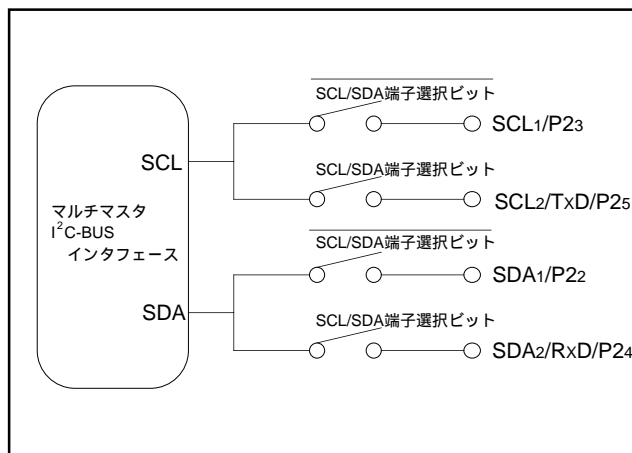 SCL/SDA端子選択ビット
SCL1/P23
SCL
SCL/SDA端子選択ビット
SCL2/TxD/P25
マルチマスタ
I²C-BUS
インタフェース
SCL/SDA端子選択ビット
SDA1/P22
SDA
SCL/SDA端子選択ビット
SDA2/RxD/P24